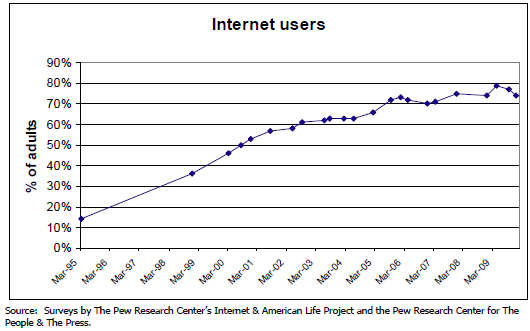 Internet users
90%
80%
70%
60%
50%
40%
30%
20%
10%
0%
% of adults
Mar-95
Mar-96
Mar-97
Mar-98
Mar-99
Mar-00
Mar-01
Mar-02
Mar-03
Mar-04
Mar-05
Mar-06
Mar-07
Mar-08
Mar-09
Source:  Surveys by The Pew Research Center's Internet & American Life Project and the Pew Research Center for The
People & The Press.